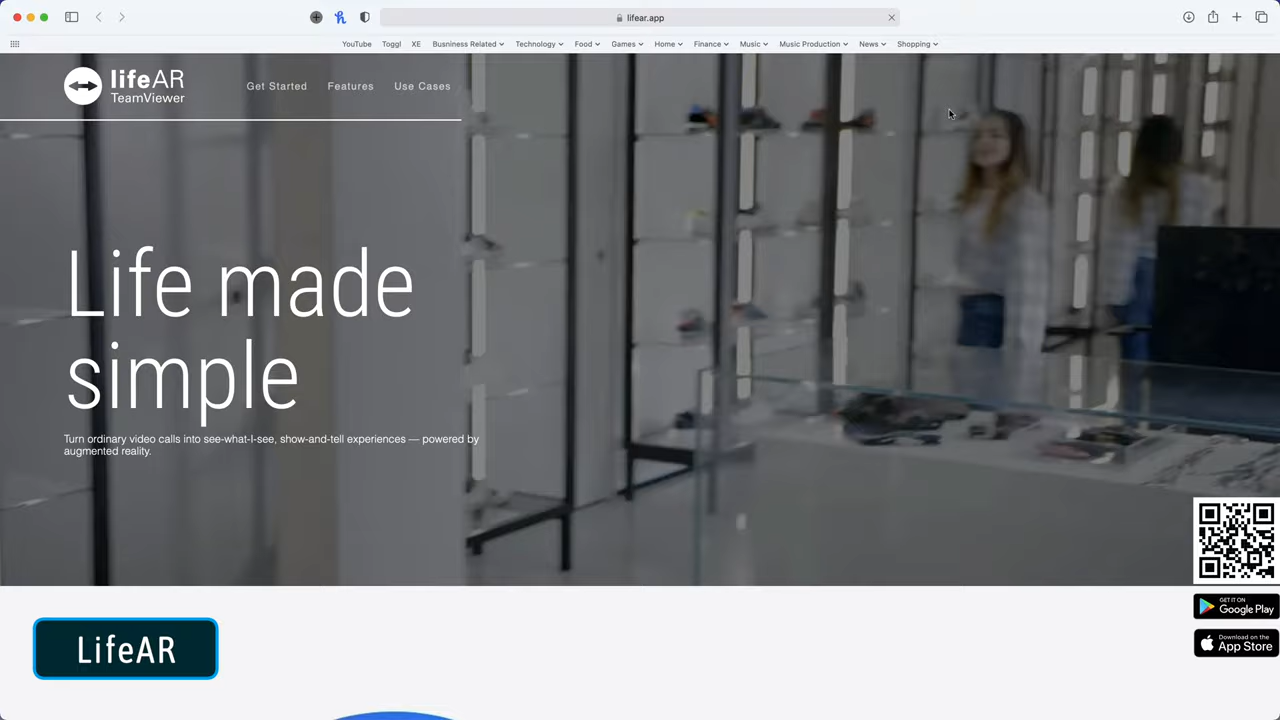 lifear.app
YouTube Toggl XE Busniness Related Technology Food Games Home Finance Music Music Production News Shopping
lifeAR
TeamViewer
Get Started Features Use Cases
Life made
simple
Turn ordinary video calls into see-what-I-see, show-and-tell experiences — powered by
augmented reality.
GET IT ON
Google Play
Download on the
App Store
LifeAR